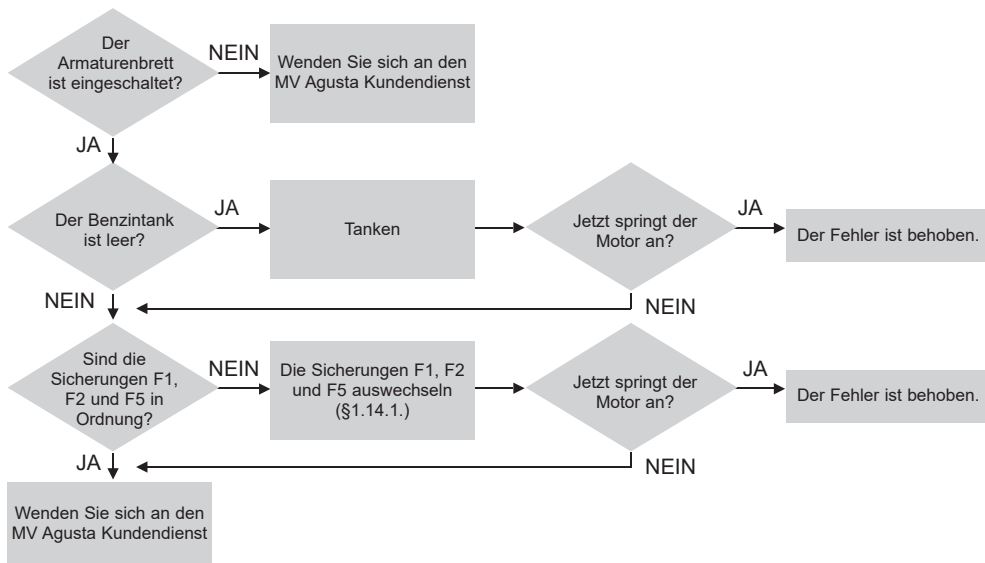 Der
Armaturenbrett
ist eingeschaltet?
NEIN
Wenden Sie sich an den
MV Agusta Kundendienst
JA
Der Benzintank
ist leer?
JA
Tanken
Jetzt springt der
Motor an?
JA
Der Fehler ist behoben.
NEIN
NEIN
Sind die
Sicherungen F1,
F2 und F5 in
Ordnung?
NEIN
Die Sicherungen F1, F2
und F5 auswechseln
(§1.14.1.)
Jetzt springt der
Motor an?
JA
Der Fehler ist behoben.
JA
NEIN
Wenden Sie sich an den
MV Agusta Kundendienst